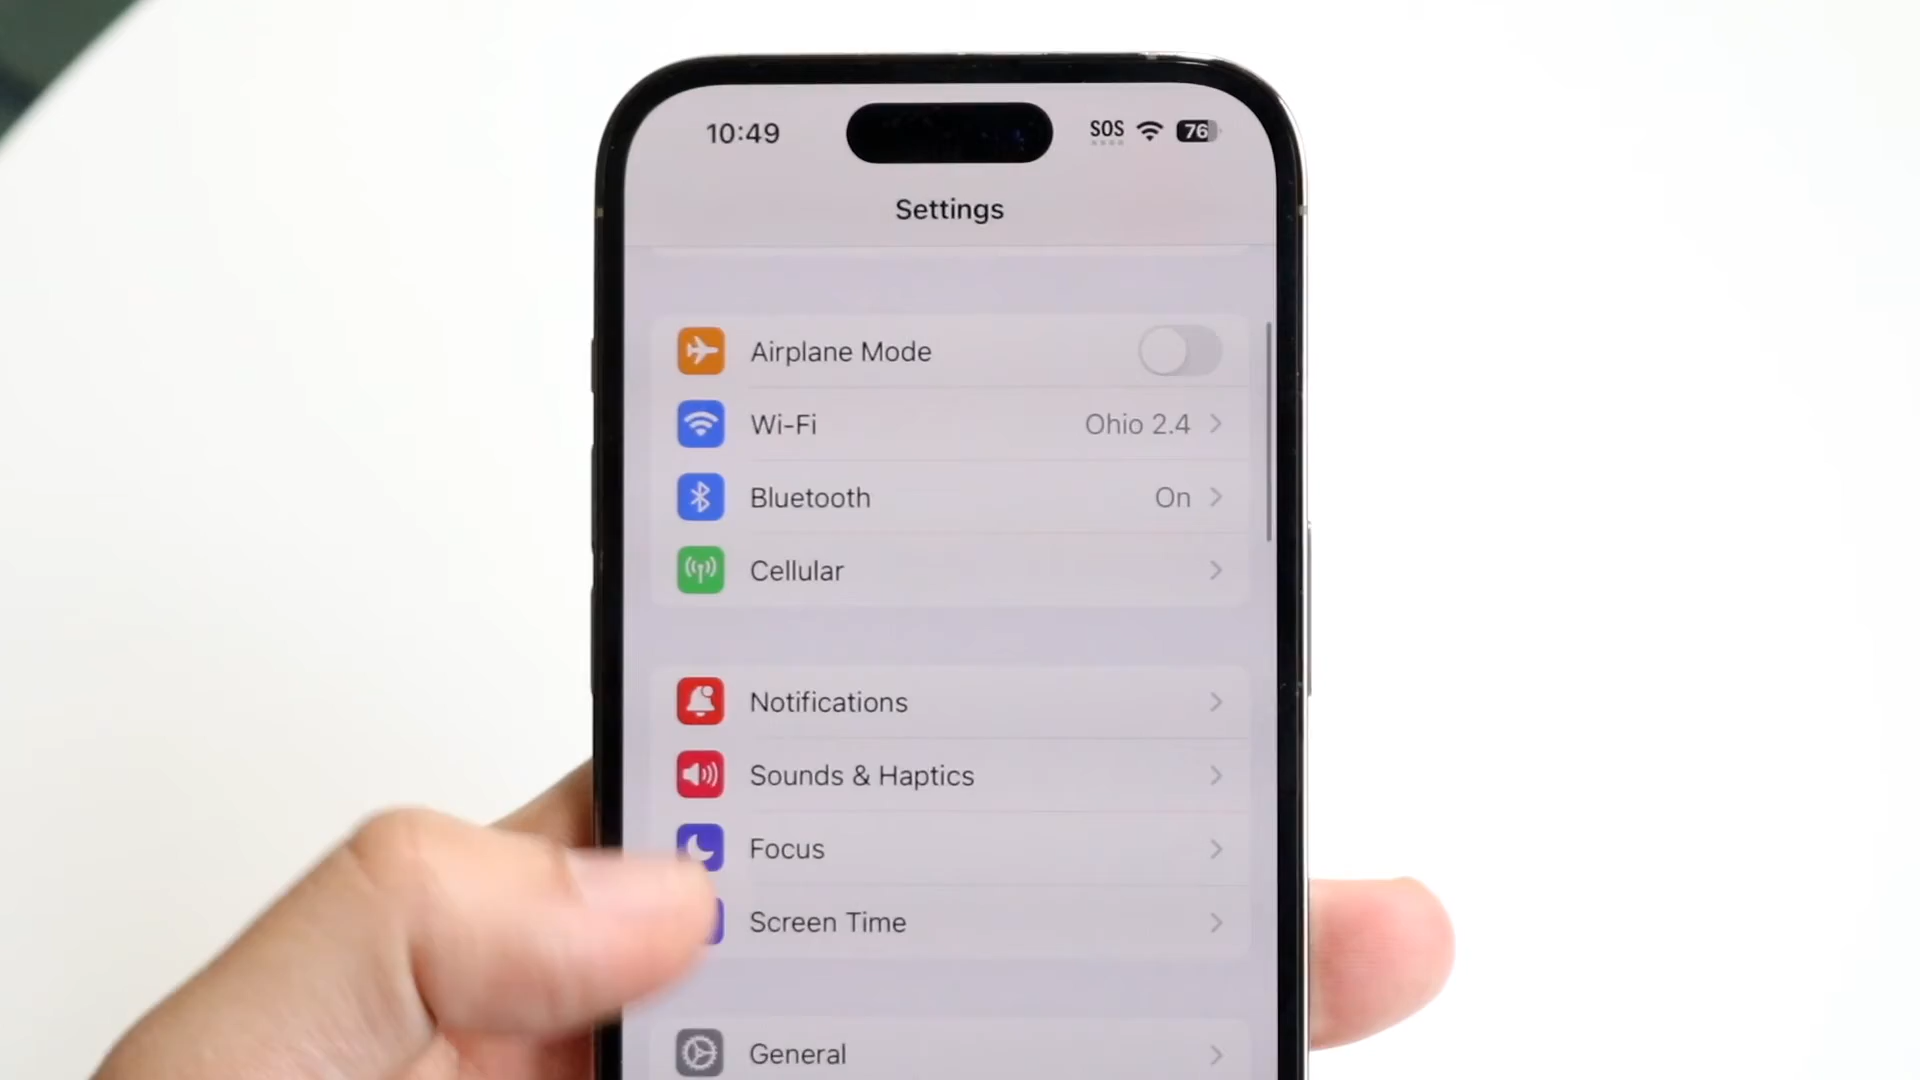 10:49
SOS 76
Settings
Airplane Mode
Wi-Fi Ohio 2.4
Bluetooth On
Cellular
Notifications
Sounds & Haptics
Focus
Screen Time
General